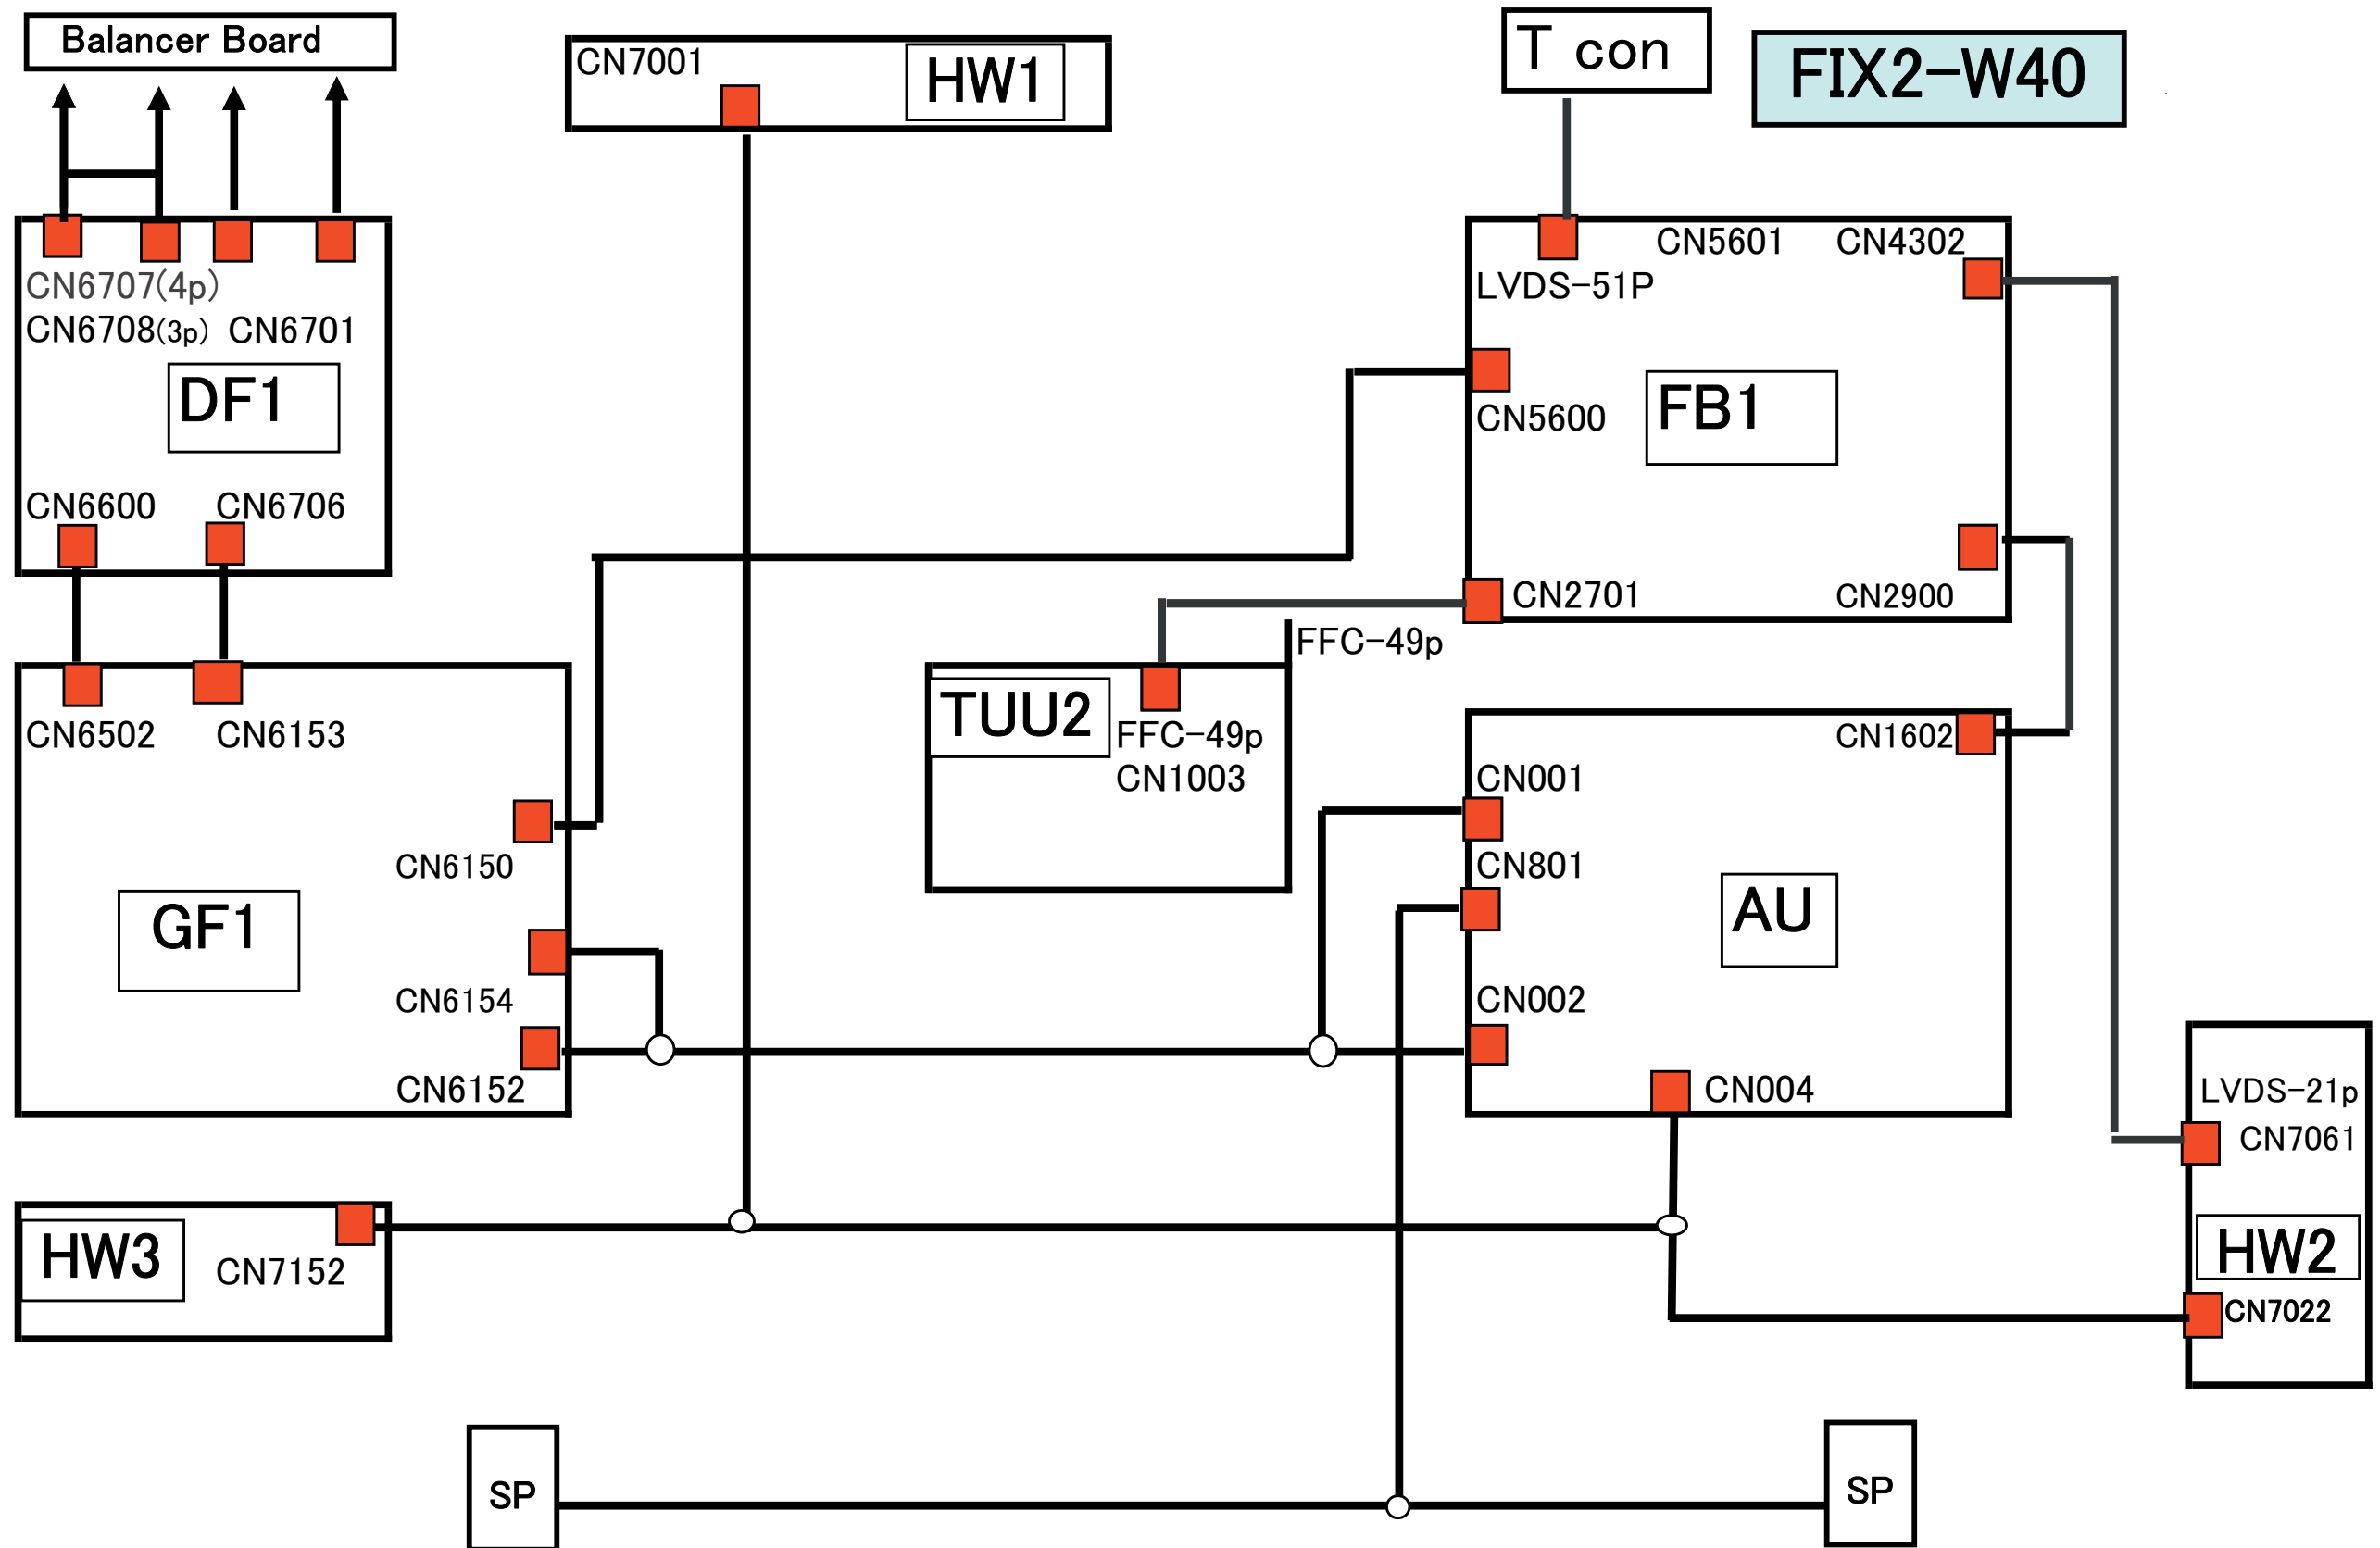 Balancer Board
CN7001
HW1
T con
FIX2-W40
CN6707(4p)
CN6708(3p) CN6701
DF1
CN6600 CN6706
LVDS-51P
CN5601 CN4302
CN5600
FB1
CN2701
CN2900
FFC-49p
CN6502 CN6153
CN6150
GF1
CN6154
CN6152
TUU2
FFC-49p
CN1003
CN1602
CN001
CN801
AU
CN002
CN004
LVDS-21p
CN7061
HW2
CN7022
HW3
CN7152
SP
SP